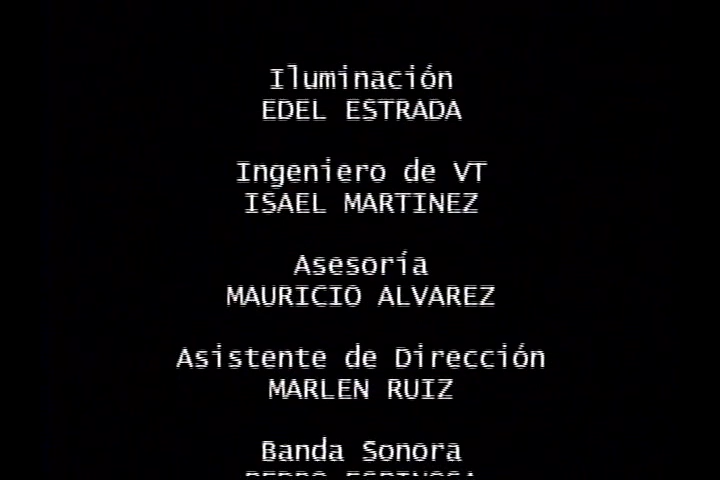 Iluminación
EDEL ESTRADA
Ingeniero de VT
ISAEL MARTINEZ
Asesoría
MAURICIO ALVAREZ
Asistente de Dirección
MARLEN RUIZ
Banda Sonora